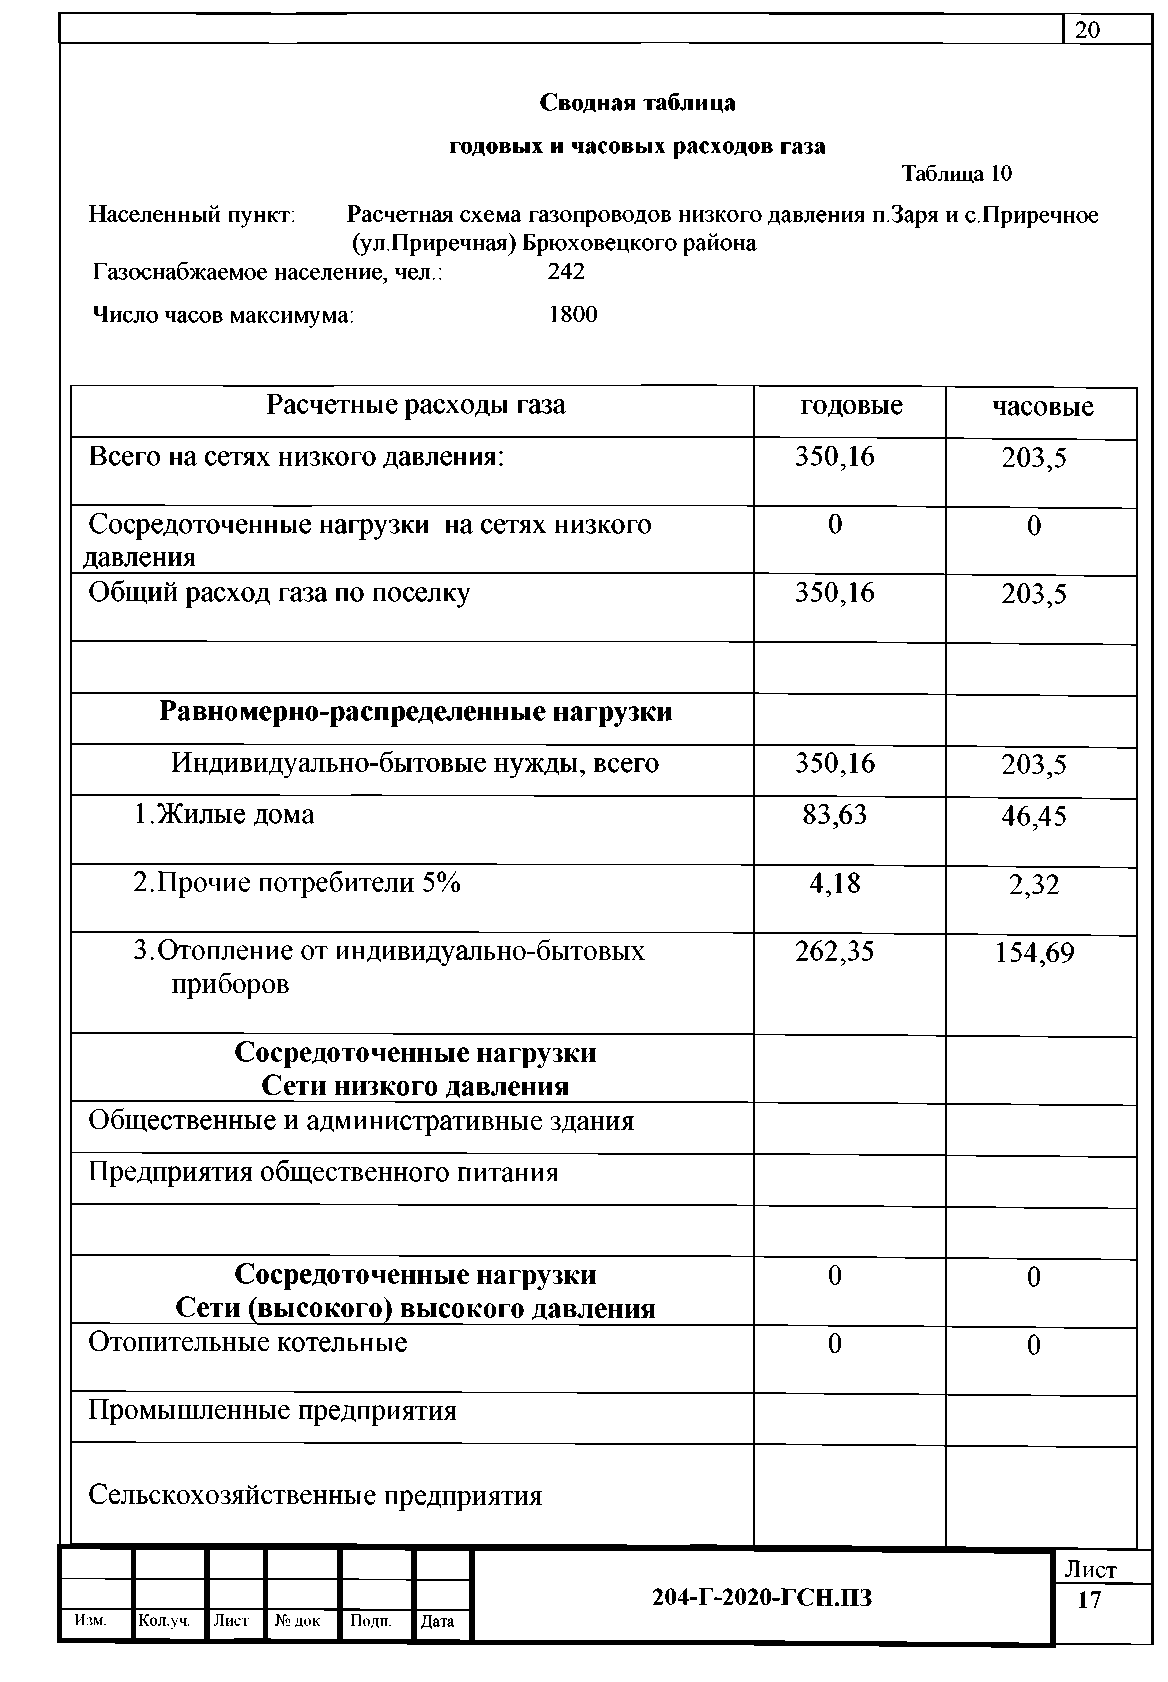 20
Сводная таблица
годовых и часовых расходов газа
Таблица 10
Населенный пункт: Расчетная схема газопроводов низкого давления п.Заря и с.Приречное
(ул.Приречная) Брюховецкого района
Газоснабжаемое население, чел.: 242
Число часов максимума: 1800
Расчетные расходы газа годовые часовые
Всего на сетях низкого давления: 350,16 203,5
Сосредоточенные нагрузки на сетях низкого 0 0
давления
Общий расход газа по поселку 350,16 203,5
Равномерно-распределенные нагрузки
Индивидуально-бытовые нужды, всего 350,16 203,5
1.Жилые дома 83,63 46,45
2.Прочие потребители 5% 4,18 2,32
3.Отопление от индивидуально-бытовых 262,35 154,69
приборов
Сосредоточенные нагрузки
Сети низкого давления
Общественные и административные здания
Предприятия общественного питания
Сосредоточенные нагрузки 0 0
Сети (высокого) высокого давления
Отопительные котельные 0 0
Промышленные предприятия
Сельскохозяйственные предприятия
204-Г-2020-ГСН.ПЗ
Лист
17
Изм. Кол.уч. Лист № док Подп. Дата